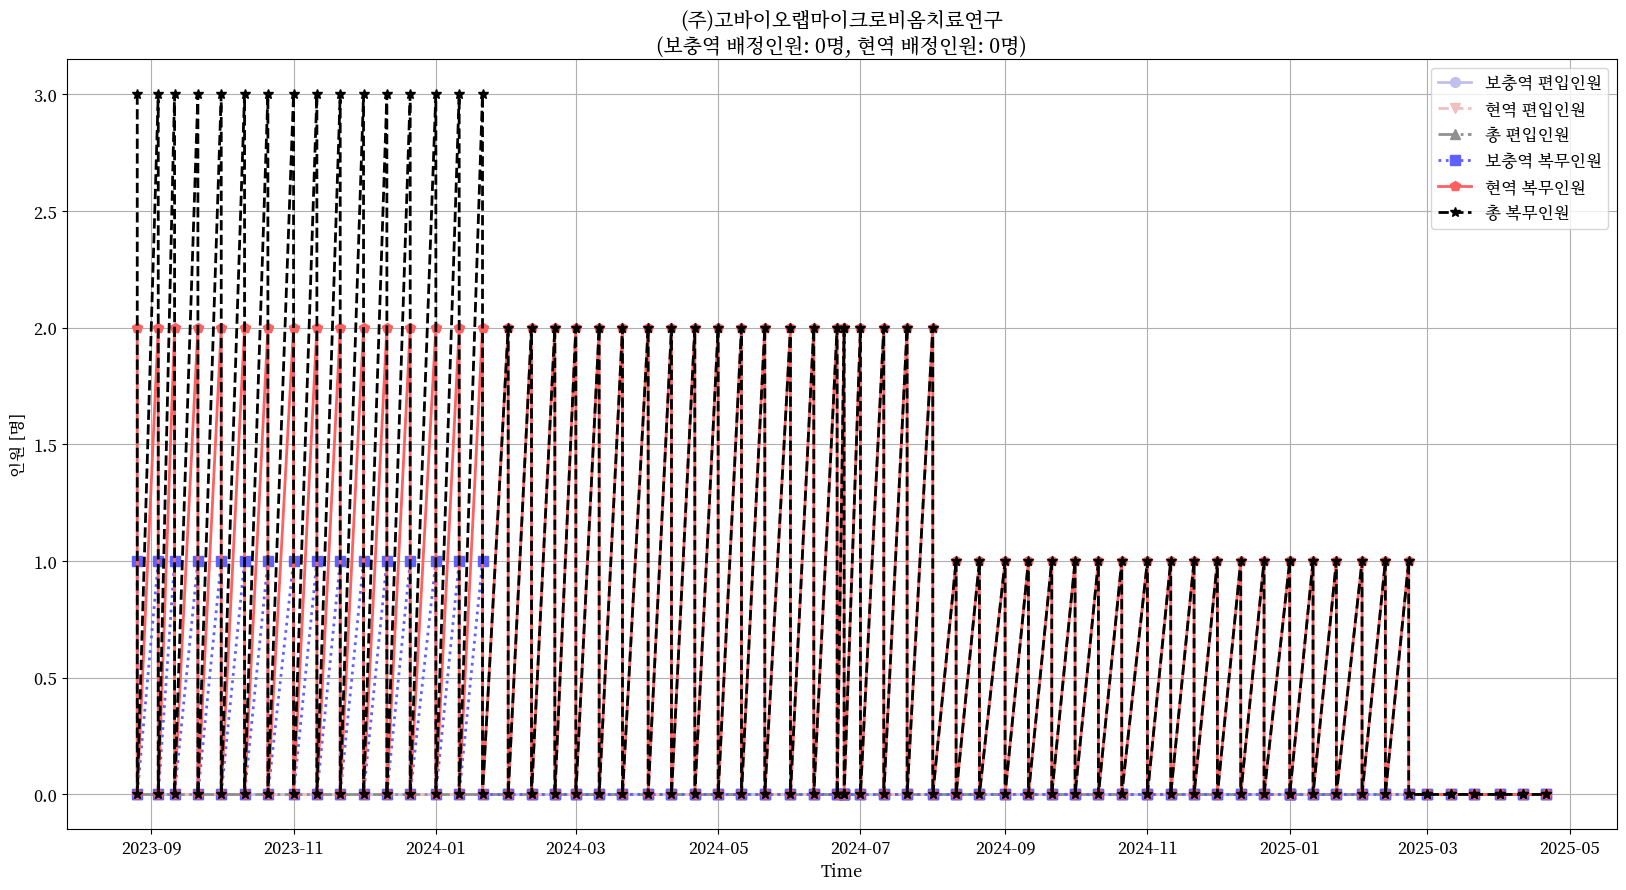 (주)고바이오랩마이크로비옴치료연구
(보충역 배정인원: 0명, 현역 배정인원: 0명)
보충역 편입인원
현역 편입인원
총 편입인원
보충역 복무인원
현역 복무인원
총 복무인원
인원 [명]
3.0
2.5
2.0
1.5
1.0
0.5
0.0
2023-09
2023-11
2024-01
2024-03
2024-05
2024-07
2024-09
2024-11
2025-01
2025-03
2025-05
Time